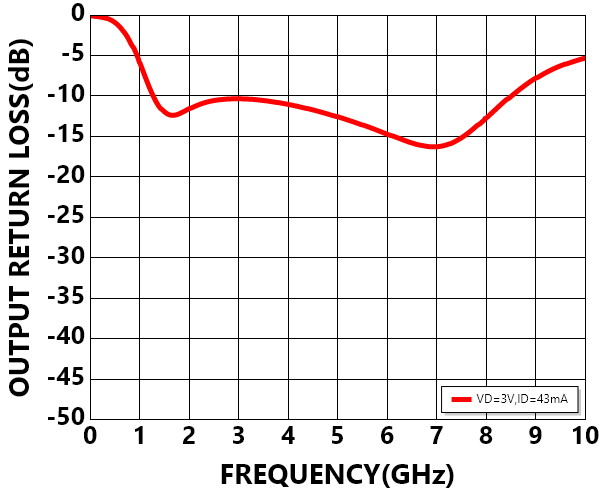 OUTPUT RETURN LOSS(dB)
0
-5
-10
-15
-20
-25
-30
-35
-40
-45
-50
VD=3V,ID=43mA
0 1 2 3 4 5 6 7 8 9 10
FREQUENCY(GHz)